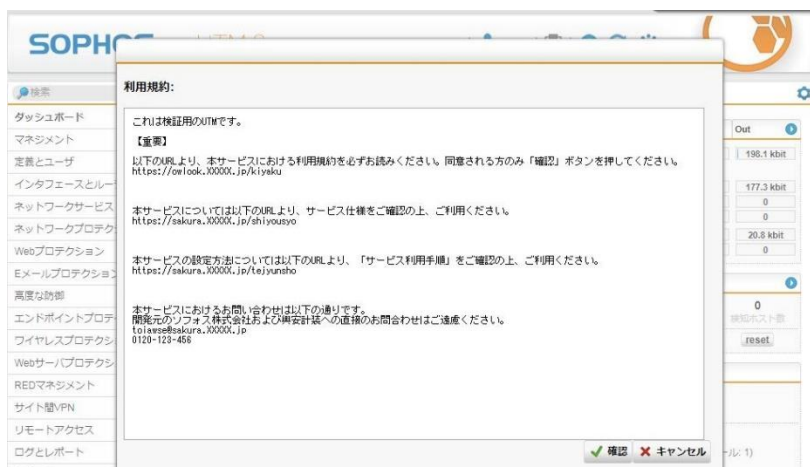 SOPHOS
UTM 9
検索
ダッシュボード
マネジメント
定義とユーザ
インタフェースとルー
ネットワークサービス
ネットワークプロテク
Webプロテクション
Eメールプロテクション
高度な防御
エンドポイントプロテ
ワイヤレスプロテクシ
Webサーバプロテクシ
REDマネジメント
サイト間VPN
リモートアクセス
ログとレポート
利用規約:
これは検証用のUTMです。
【重要】
以下のURLより、本サービスにおける利用規約を必ずお読みください。同意される方のみ「確認」ボタンを押してください。
https://owlook.XXXXX.jp/kiyaku
本サービスについては以下のURLより、サービス仕様をご確認の上、ご利用ください。
https://sakura.XXXXX.jp/shiyousyo
本サービスの設定方法については以下のURLより、「サービス利用手順」をご確認の上、ご利用ください。
https://sakura.XXXXX.jp/tejyunsho
本サービスにおけるお問い合わせは以下の通りです。
開発元のソフォス株式会社および興安計装への直接のお問合わせはご遠慮ください。
toiawse@sakura.XXXXX.jp
0120-123-456
確認
キャンセル
Out
198.1 kbit
177.3 kbit
0
0
20.8 kbit
0
0
検知ホスト数
reset
ール: 1)